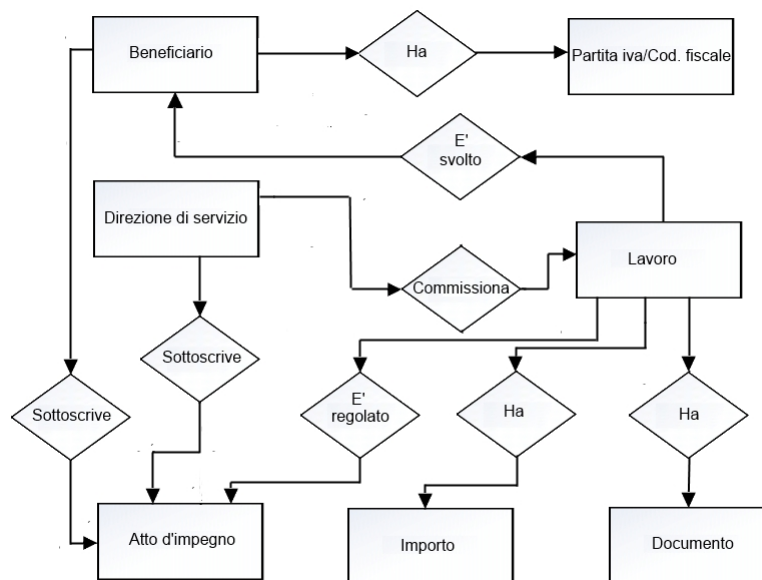 Beneficiario
Ha
Partita iva/Cod. fiscale
E'
svolto
Direzione di servizio
Commissiona
Lavoro
Sottoscrive
Sottoscrive
E'
regolato
Ha
Ha
Atto d'impegno
Importo
Documento